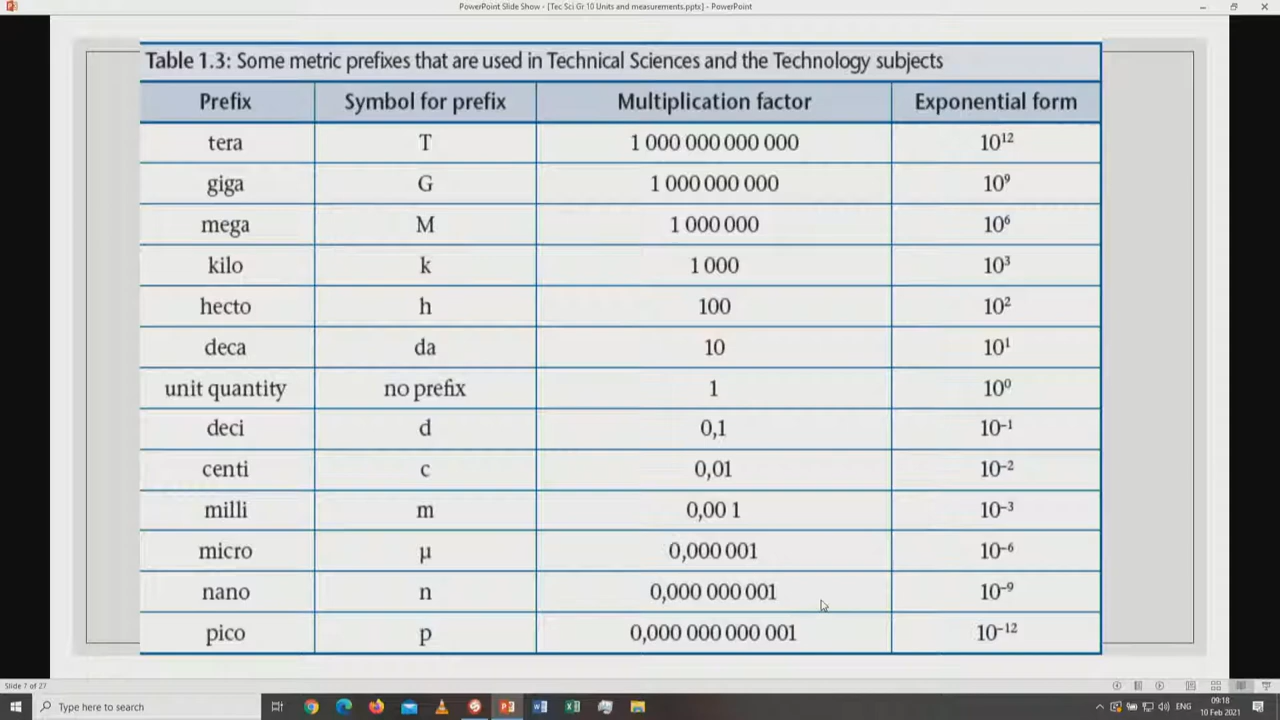 PowerPoint Slide Show - [Tec Sci Gr 10 Units and measurements.pptx] - PowerPoint
Table 1.3: Some metric prefixes that are used in Technical Sciences and the Technology subjects
Prefix Symbol for prefix Multiplication factor Exponential form
tera T 1 000 000 000 000 10¹²
giga G 1 000 000 000 10⁹
mega M 1 000 000 10⁶
kilo k 1 000 10³
hecto h 100 10²
deca da 10 10¹
unit quantity no prefix 1 10⁰
deci d 0,1 10⁻¹
centi c 0,01 10⁻²
milli m 0,00 1 10⁻³
micro μ 0,000 001 10⁻⁶
nano n 0,000 000 001 10⁻⁹
pico p 0,000 000 000 001 10⁻¹²
Slide 7 of 27
Type here to search
ENG
09:18
10 Feb 2021